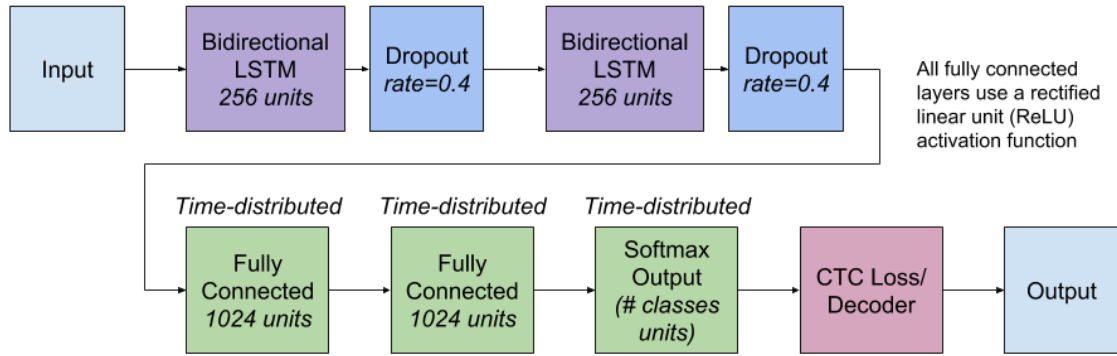 Input
Bidirectional
LSTM
256 units
Dropout
rate=0.4
Bidirectional
LSTM
256 units
Dropout
rate=0.4
All fully connected
layers use a rectified
linear unit (ReLU)
activation function
Time-distributed
Fully
Connected
1024 units
Time-distributed
Fully
Connected
1024 units
Time-distributed
Softmax
Output
(# classes
units)
CTC Loss/
Decoder
Output